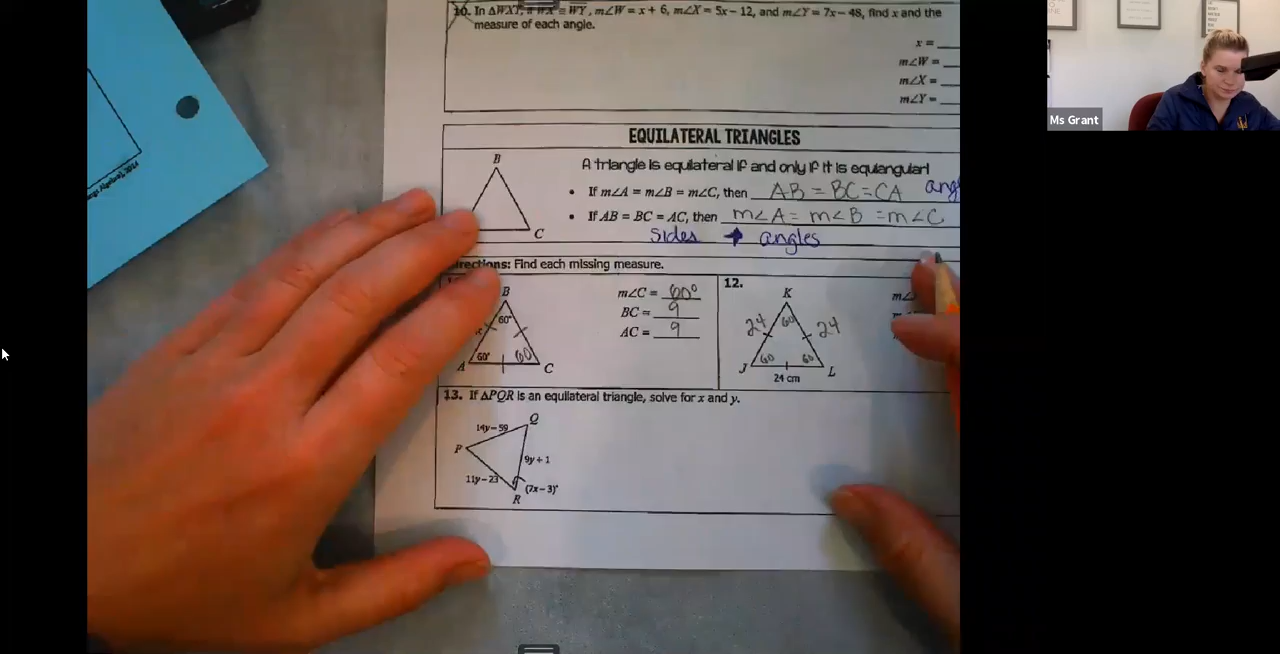 10. In ΔWXY, if WX ≅ WY, m∠W = x + 6, m∠X = 5x – 12, and m∠Y = 7x – 48, find x and the
measure of each angle.
x =
m∠W =
m∠X =
m∠Y =
EQUILATERAL TRIANGLES
A triangle is equilateral if and only if it is equiangular!
B
C
• If m∠A = m∠B = m∠C, then AB = BC = CA
• If AB = BC = AC, then m∠A = m∠B = m∠C
sides → angles
Directions: Find each missing measure.
B
60°
60°
60
A
C
m∠C = 60°
BC = 9
AC = 9
12.
K
24
60
24
J
60
60
L
24 cm
13. If ΔPQR is an equilateral triangle, solve for x and y.
Q
14y – 59
P
9y + 1
11y – 23
(7x – 3)°
R
Ms Grant